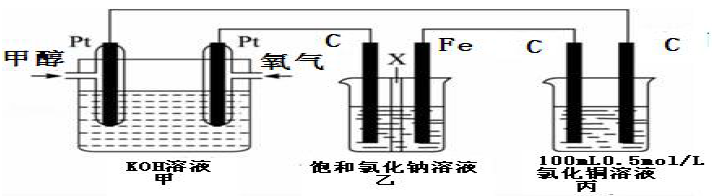 Pt
Pt
C
Fe
C
C
甲醇
氧气
X
KOH溶液
甲
饱和氯化钠溶液
乙
100mL0.5mol/L
氯化铜溶液
丙